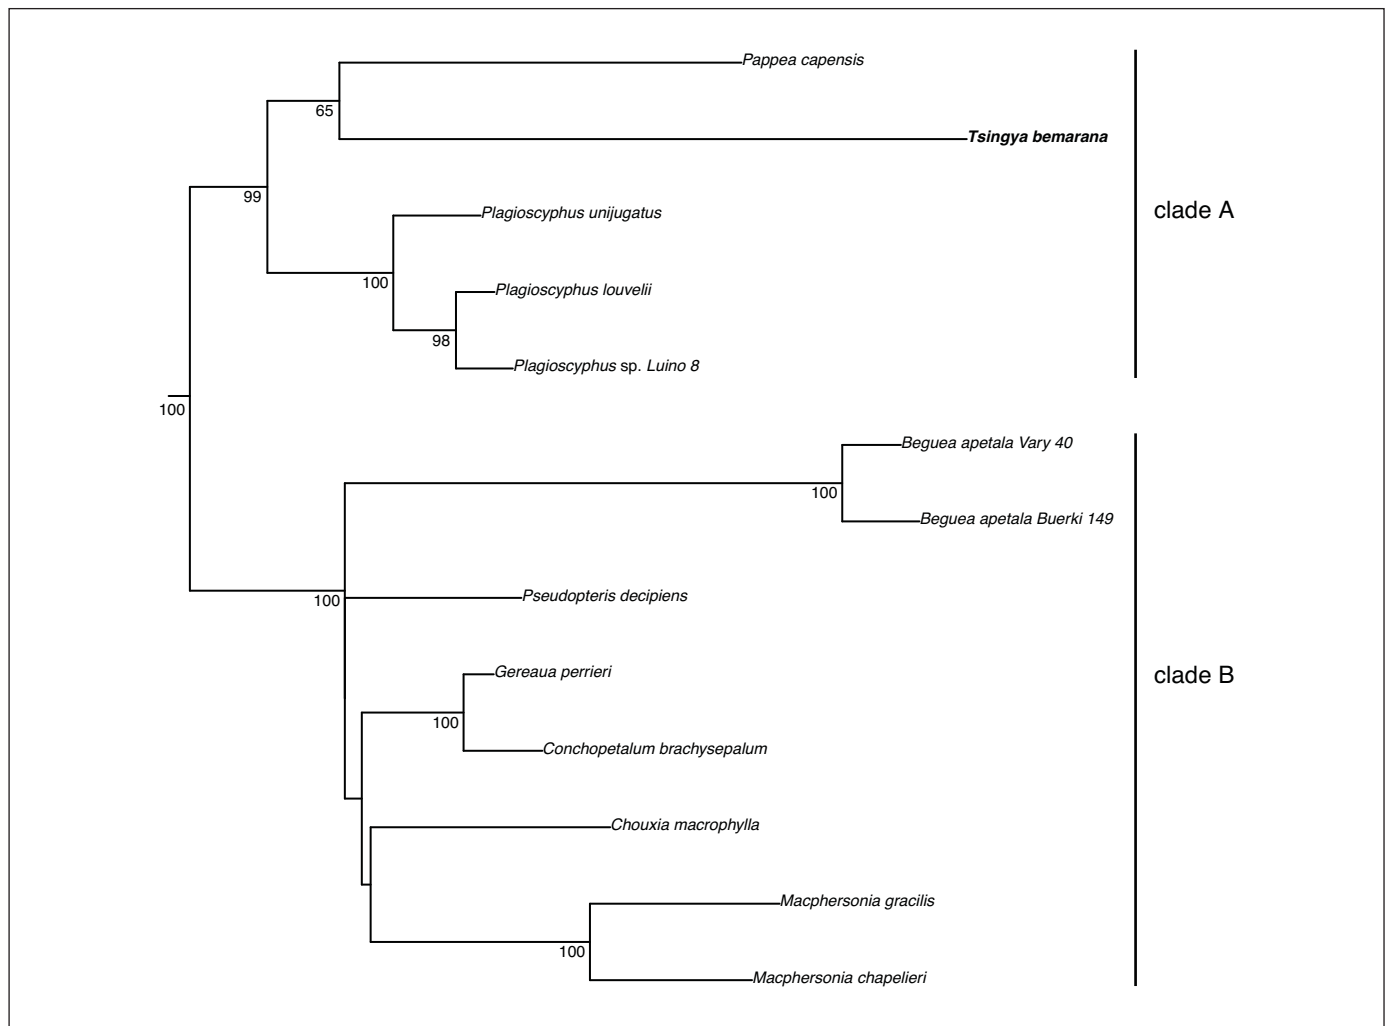 Pappea capensis
65
Tsingya bemarana
99
clade A
Plagioscyphus unijugatus
100
Plagioscyphus louvelii
98
Plagioscyphus sp. Luino 8
100
Beguea apetala Vary 40
100
Beguea apetala Buerki 149
Pseudopteris decipiens
100
Gereaua perrieri
clade B
100
Conchopetalum brachysepalum
Chouxia macrophylla
Macphersonia gracilis
100
Macphersonia chapelieri